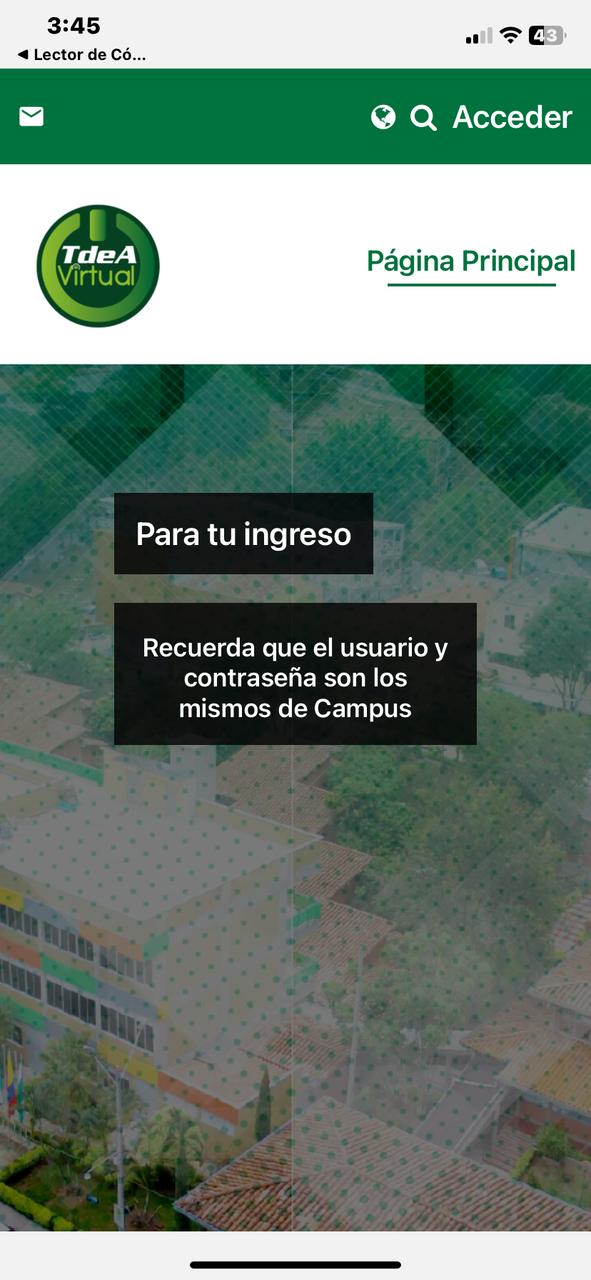 3:45
43
◀ Lector de Có...
Acceder
TdeA
Virtual
Página Principal
Para tu ingreso
Recuerda que el usuario y
contraseña son los
mismos de Campus